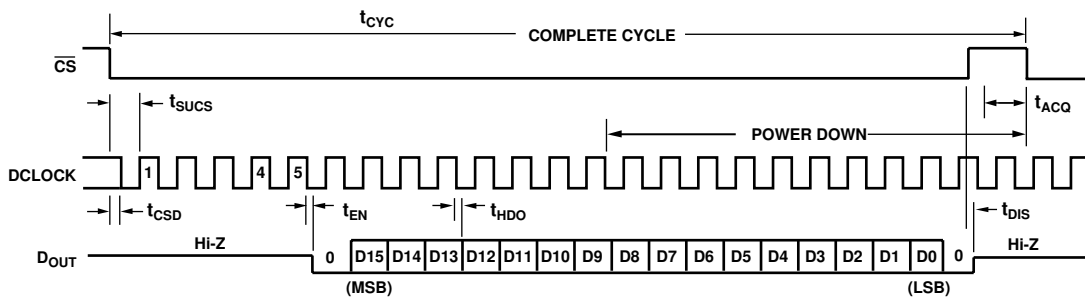 tCYC
COMPLETE CYCLE
CS
tSUCS
tACQ
POWER DOWN
DCLOCK
1
4
5
tCSD
tEN
tHDO
tDIS
DOUT
Hi-Z
0
D15
D14
D13
D12
D11
D10
D9
D8
D7
D6
D5
D4
D3
D2
D1
D0
0
Hi-Z
(MSB)
(LSB)